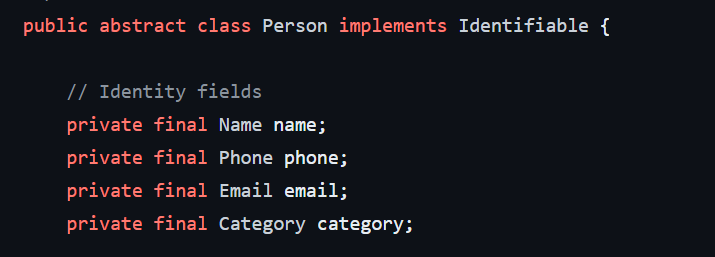 public abstract class Person implements Identifiable {
// Identity fields
private final Name name;
private final Phone phone;
private final Email email;
private final Category category;